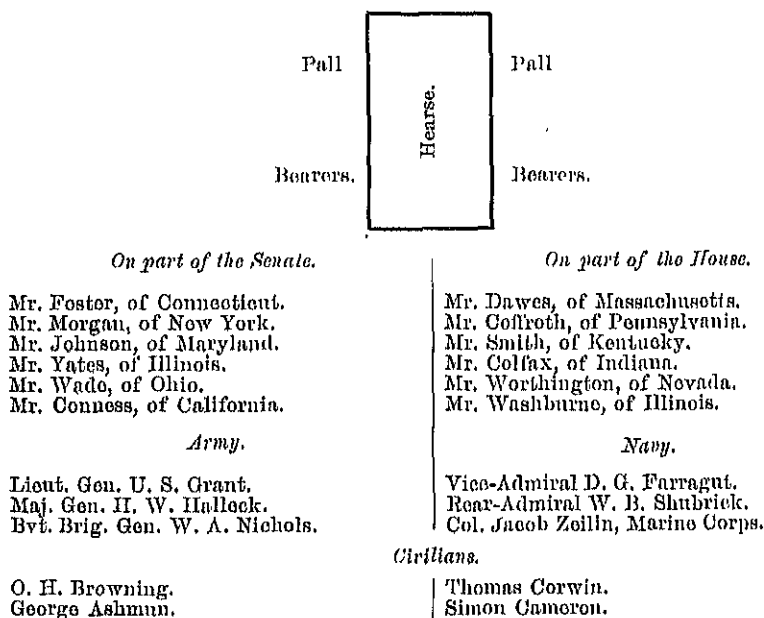 Pall Pall
Hearse.
Bearers. Bearers.
On part of the Senate.
Mr. Foster, of Connecticut.
Mr. Morgan, of New York.
Mr. Johnson, of Maryland.
Mr. Yates, of Illinois.
Mr. Wade, of Ohio.
Mr. Conness, of California.
Army.
Lieut. Gen. U. S. Grant.
Maj. Gen. H. W. Halleck.
Bvt. Brig. Gen. W. A. Nichols.
On part of the House.
Mr. Dawes, of Massachusetts.
Mr. Coffroth, of Pennsylvania.
Mr. Smith, of Kentucky.
Mr. Colfax, of Indiana.
Mr. Worthington, of Nevada.
Mr. Washburne, of Illinois.
Navy.
Vice-Admiral D. G. Farragut.
Rear-Admiral W. B. Shubrick.
Col. Jacob Zeilin, Marine Corps.
Civilians.
O. H. Browning.
George Ashmun.
Thomas Corwin.
Simon Cameron.